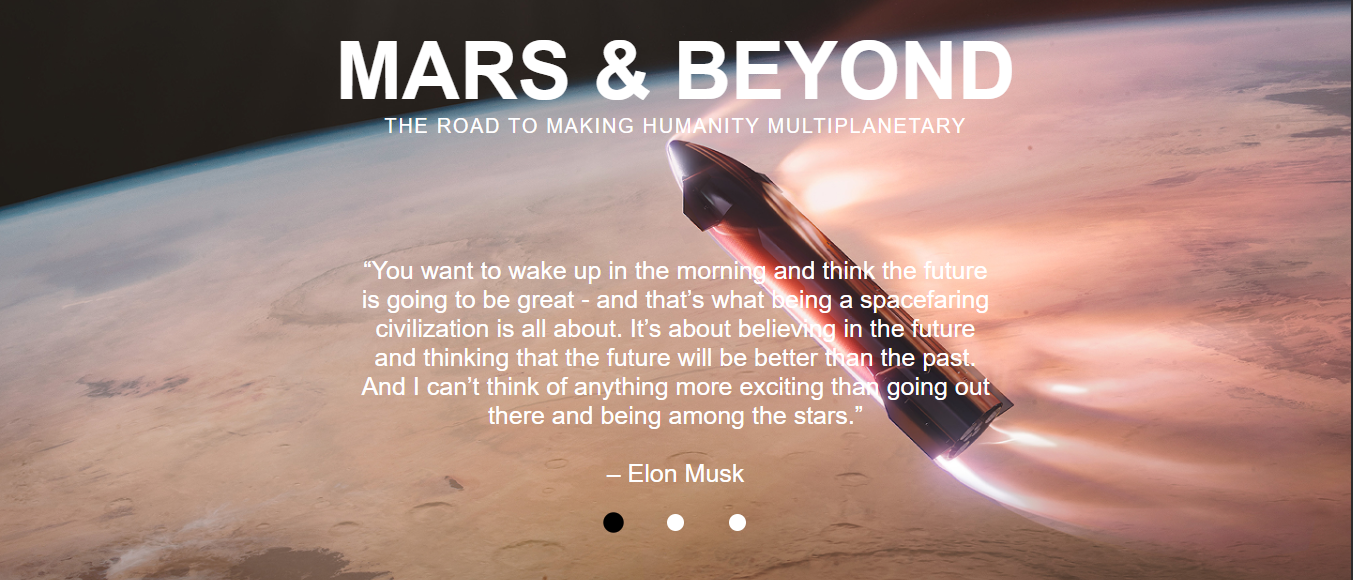 MARS & BEYOND
THE ROAD TO MAKING HUMANITY MULTIPLANETARY
“You want to wake up in the morning and think the future
is going to be great - and that’s what being a spacefaring
civilization is all about. It’s about believing in the future
and thinking that the future will be better than the past.
And I can’t think of anything more exciting than going out
there and being among the stars.”
– Elon Musk